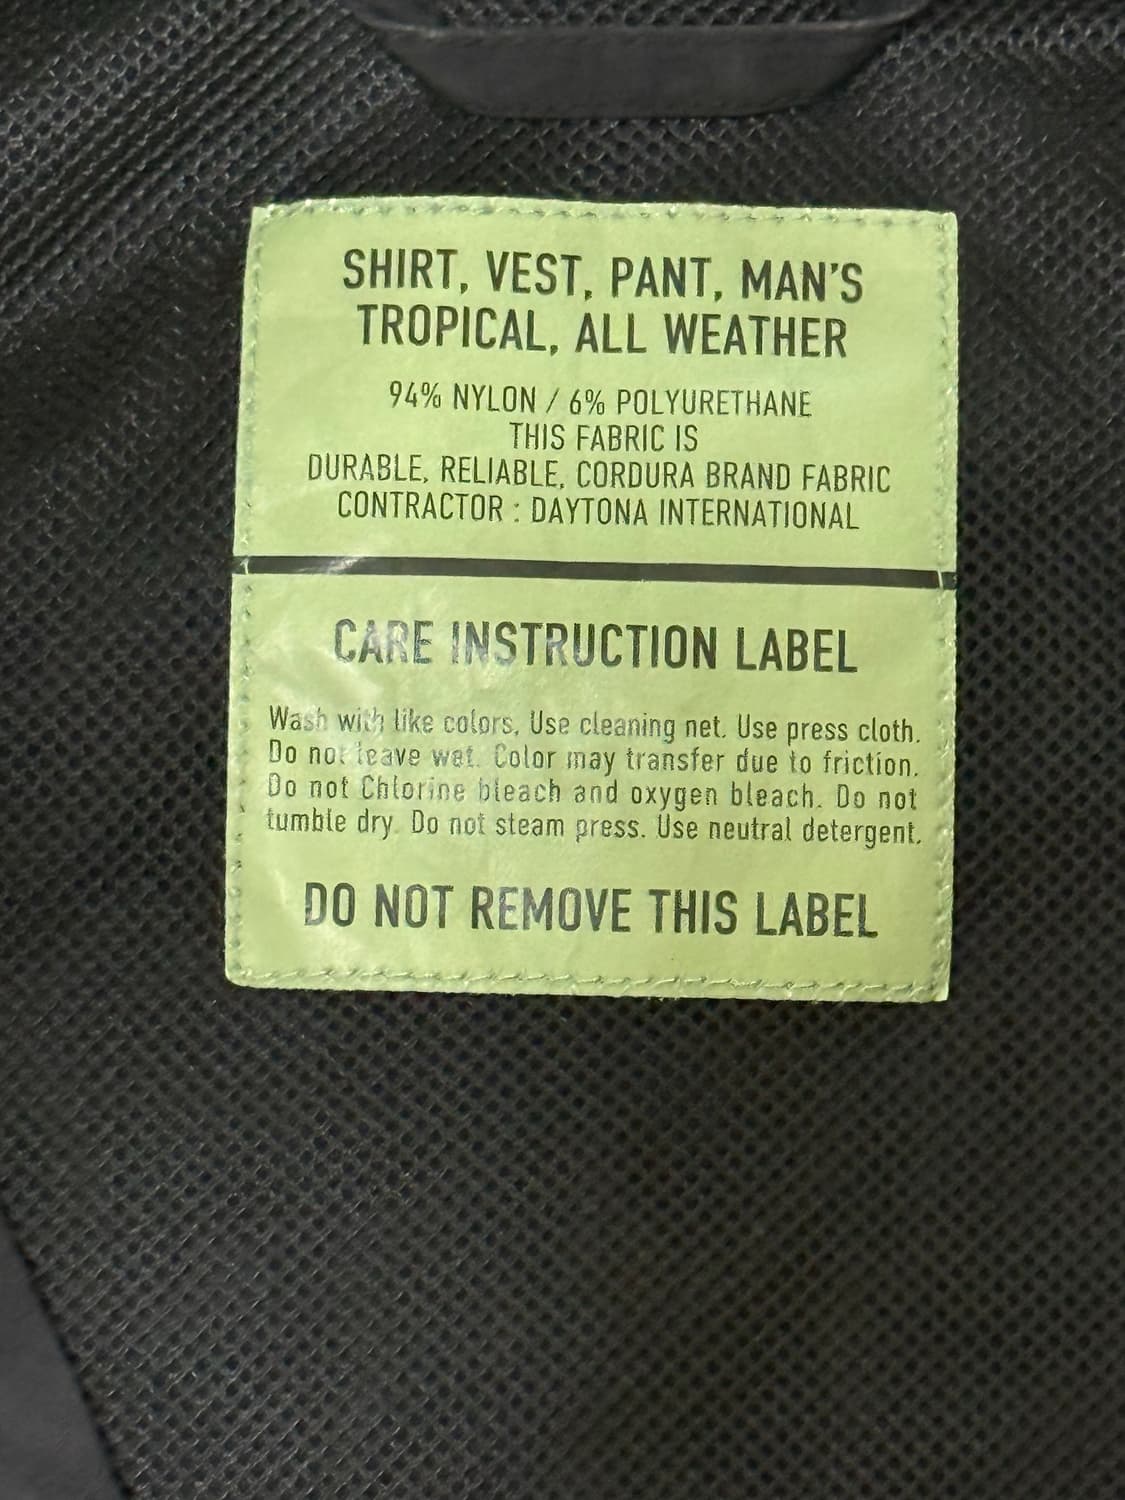 SHIRT, VEST, PANT, MAN'S
TROPICAL, ALL WEATHER
94% NYLON / 6% POLYURETHANE
THIS FABRIC IS
DURABLE, RELIABLE, CORDURA BRAND FABRIC
CONTRACTOR : DAYTONA INTERNATIONAL
CARE INSTRUCTION LABEL
Wash with like colors, Use cleaning net. Use press cloth.
Do not leave wet. Color may transfer due to friction.
Do not Chlorine bleach and oxygen bleach. Do not
tumble dry. Do not steam press. Use neutral detergent.
DO NOT REMOVE THIS LABEL